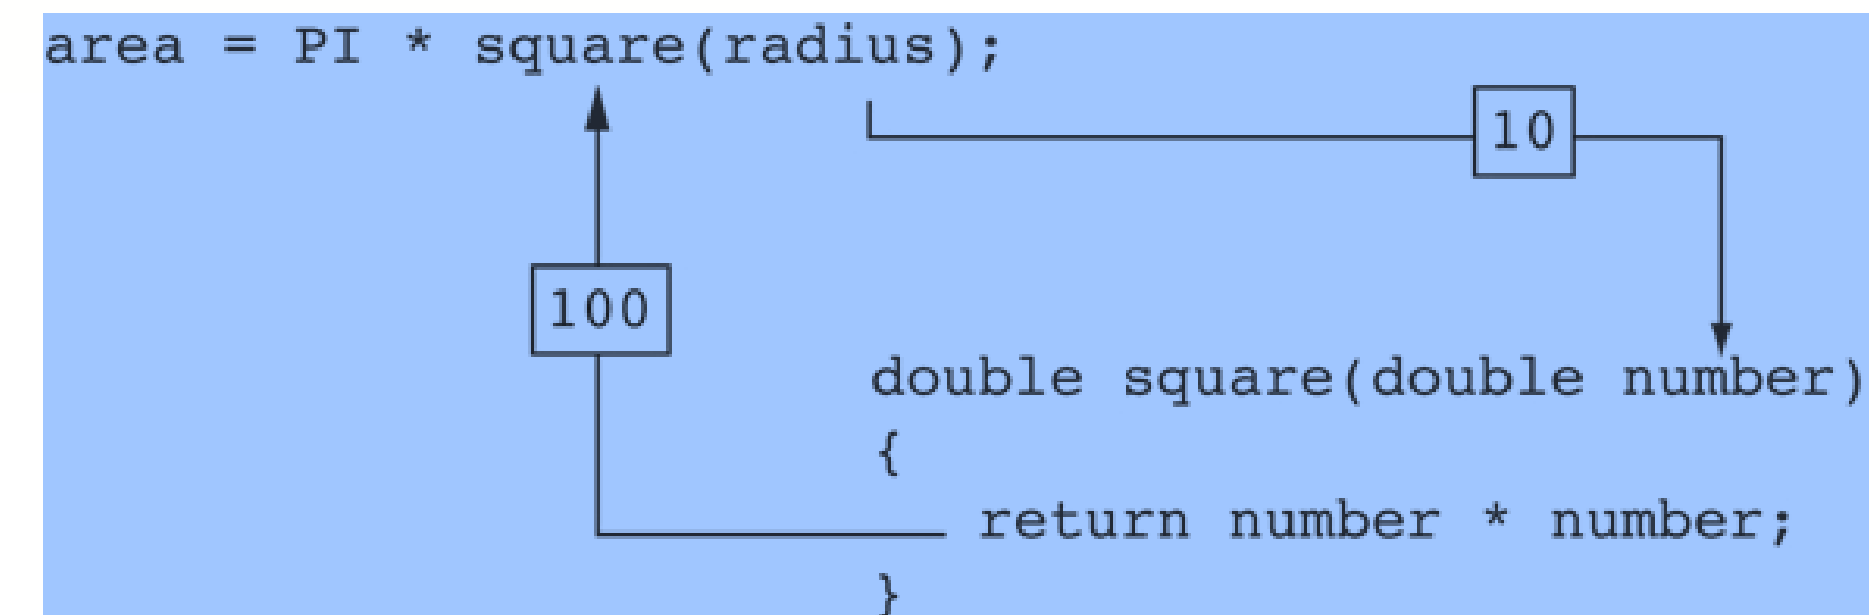 area = PI * square(radius);
10
100
double square(double number)
{
return number * number;
}